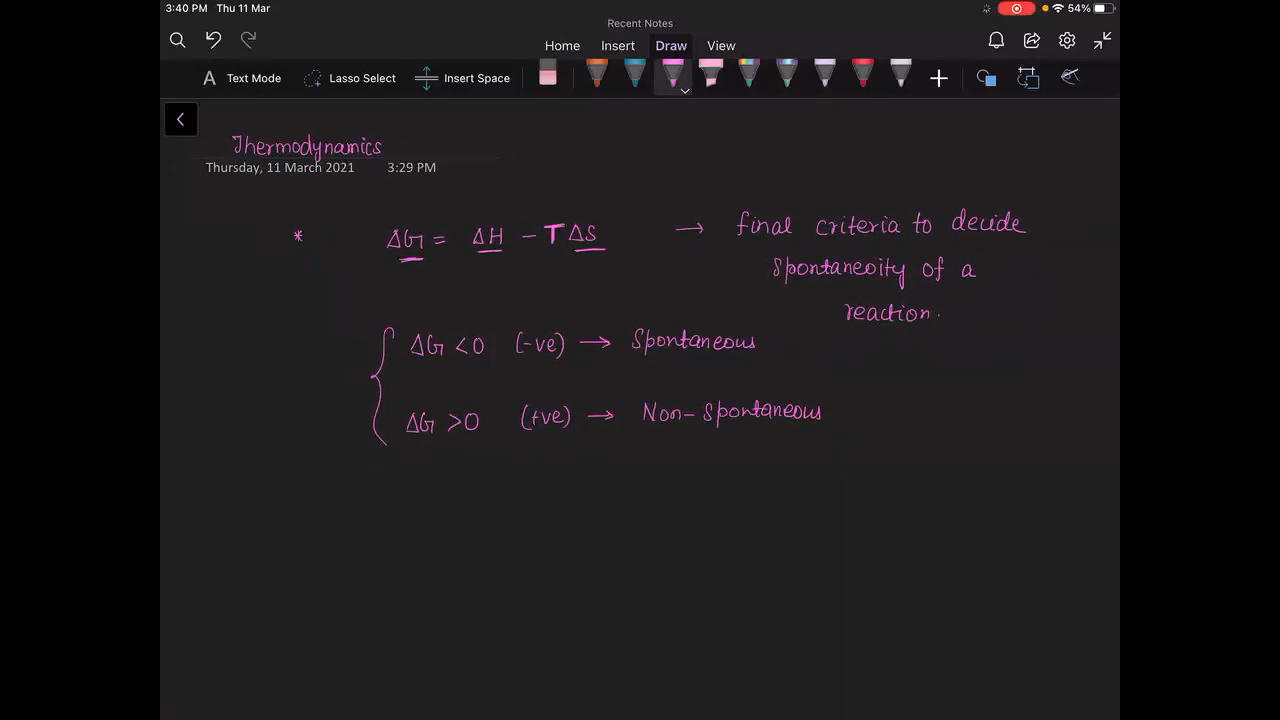 3:40 PM Thu 11 Mar
54%
Recent Notes
Home Insert Draw View
Text Mode Lasso Select Insert Space
Thermodynamics
Thursday, 11 March 2021 3:29 PM
* ΔG = ΔH - TΔS → final criteria to decide
spontaneity of a
reaction.
ΔG <0 (-ve) → Spontaneous
ΔG >0 (+ve) → Non-Spontaneous